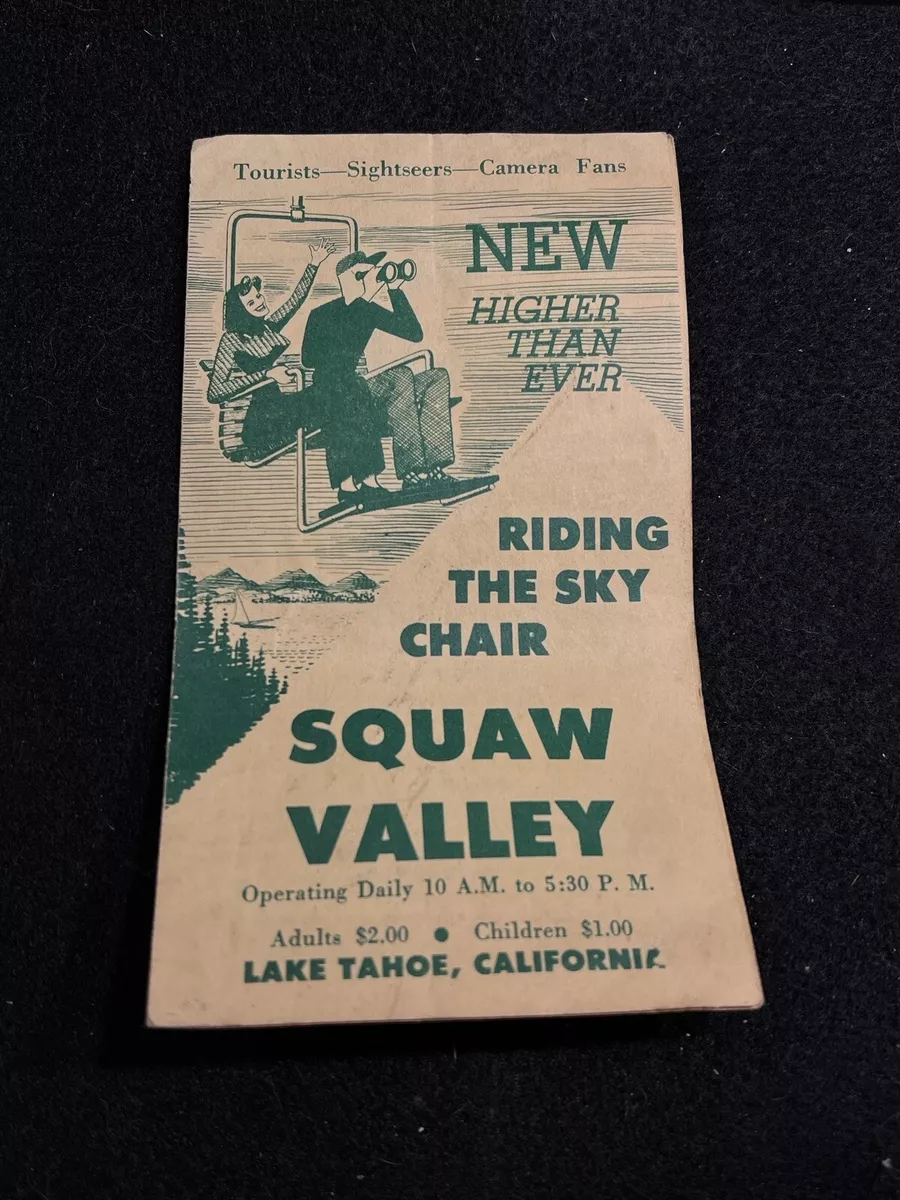 Tourists—Sightseers—Camera Fans
NEW
HIGHER
THAN
EVER
RIDING
THE SKY
CHAIR
SQUAW
VALLEY
Operating Daily 10 A.M. to 5:30 P. M.
Adults $2.00 ● Children $1.00
LAKE TAHOE, CALIFORNIA